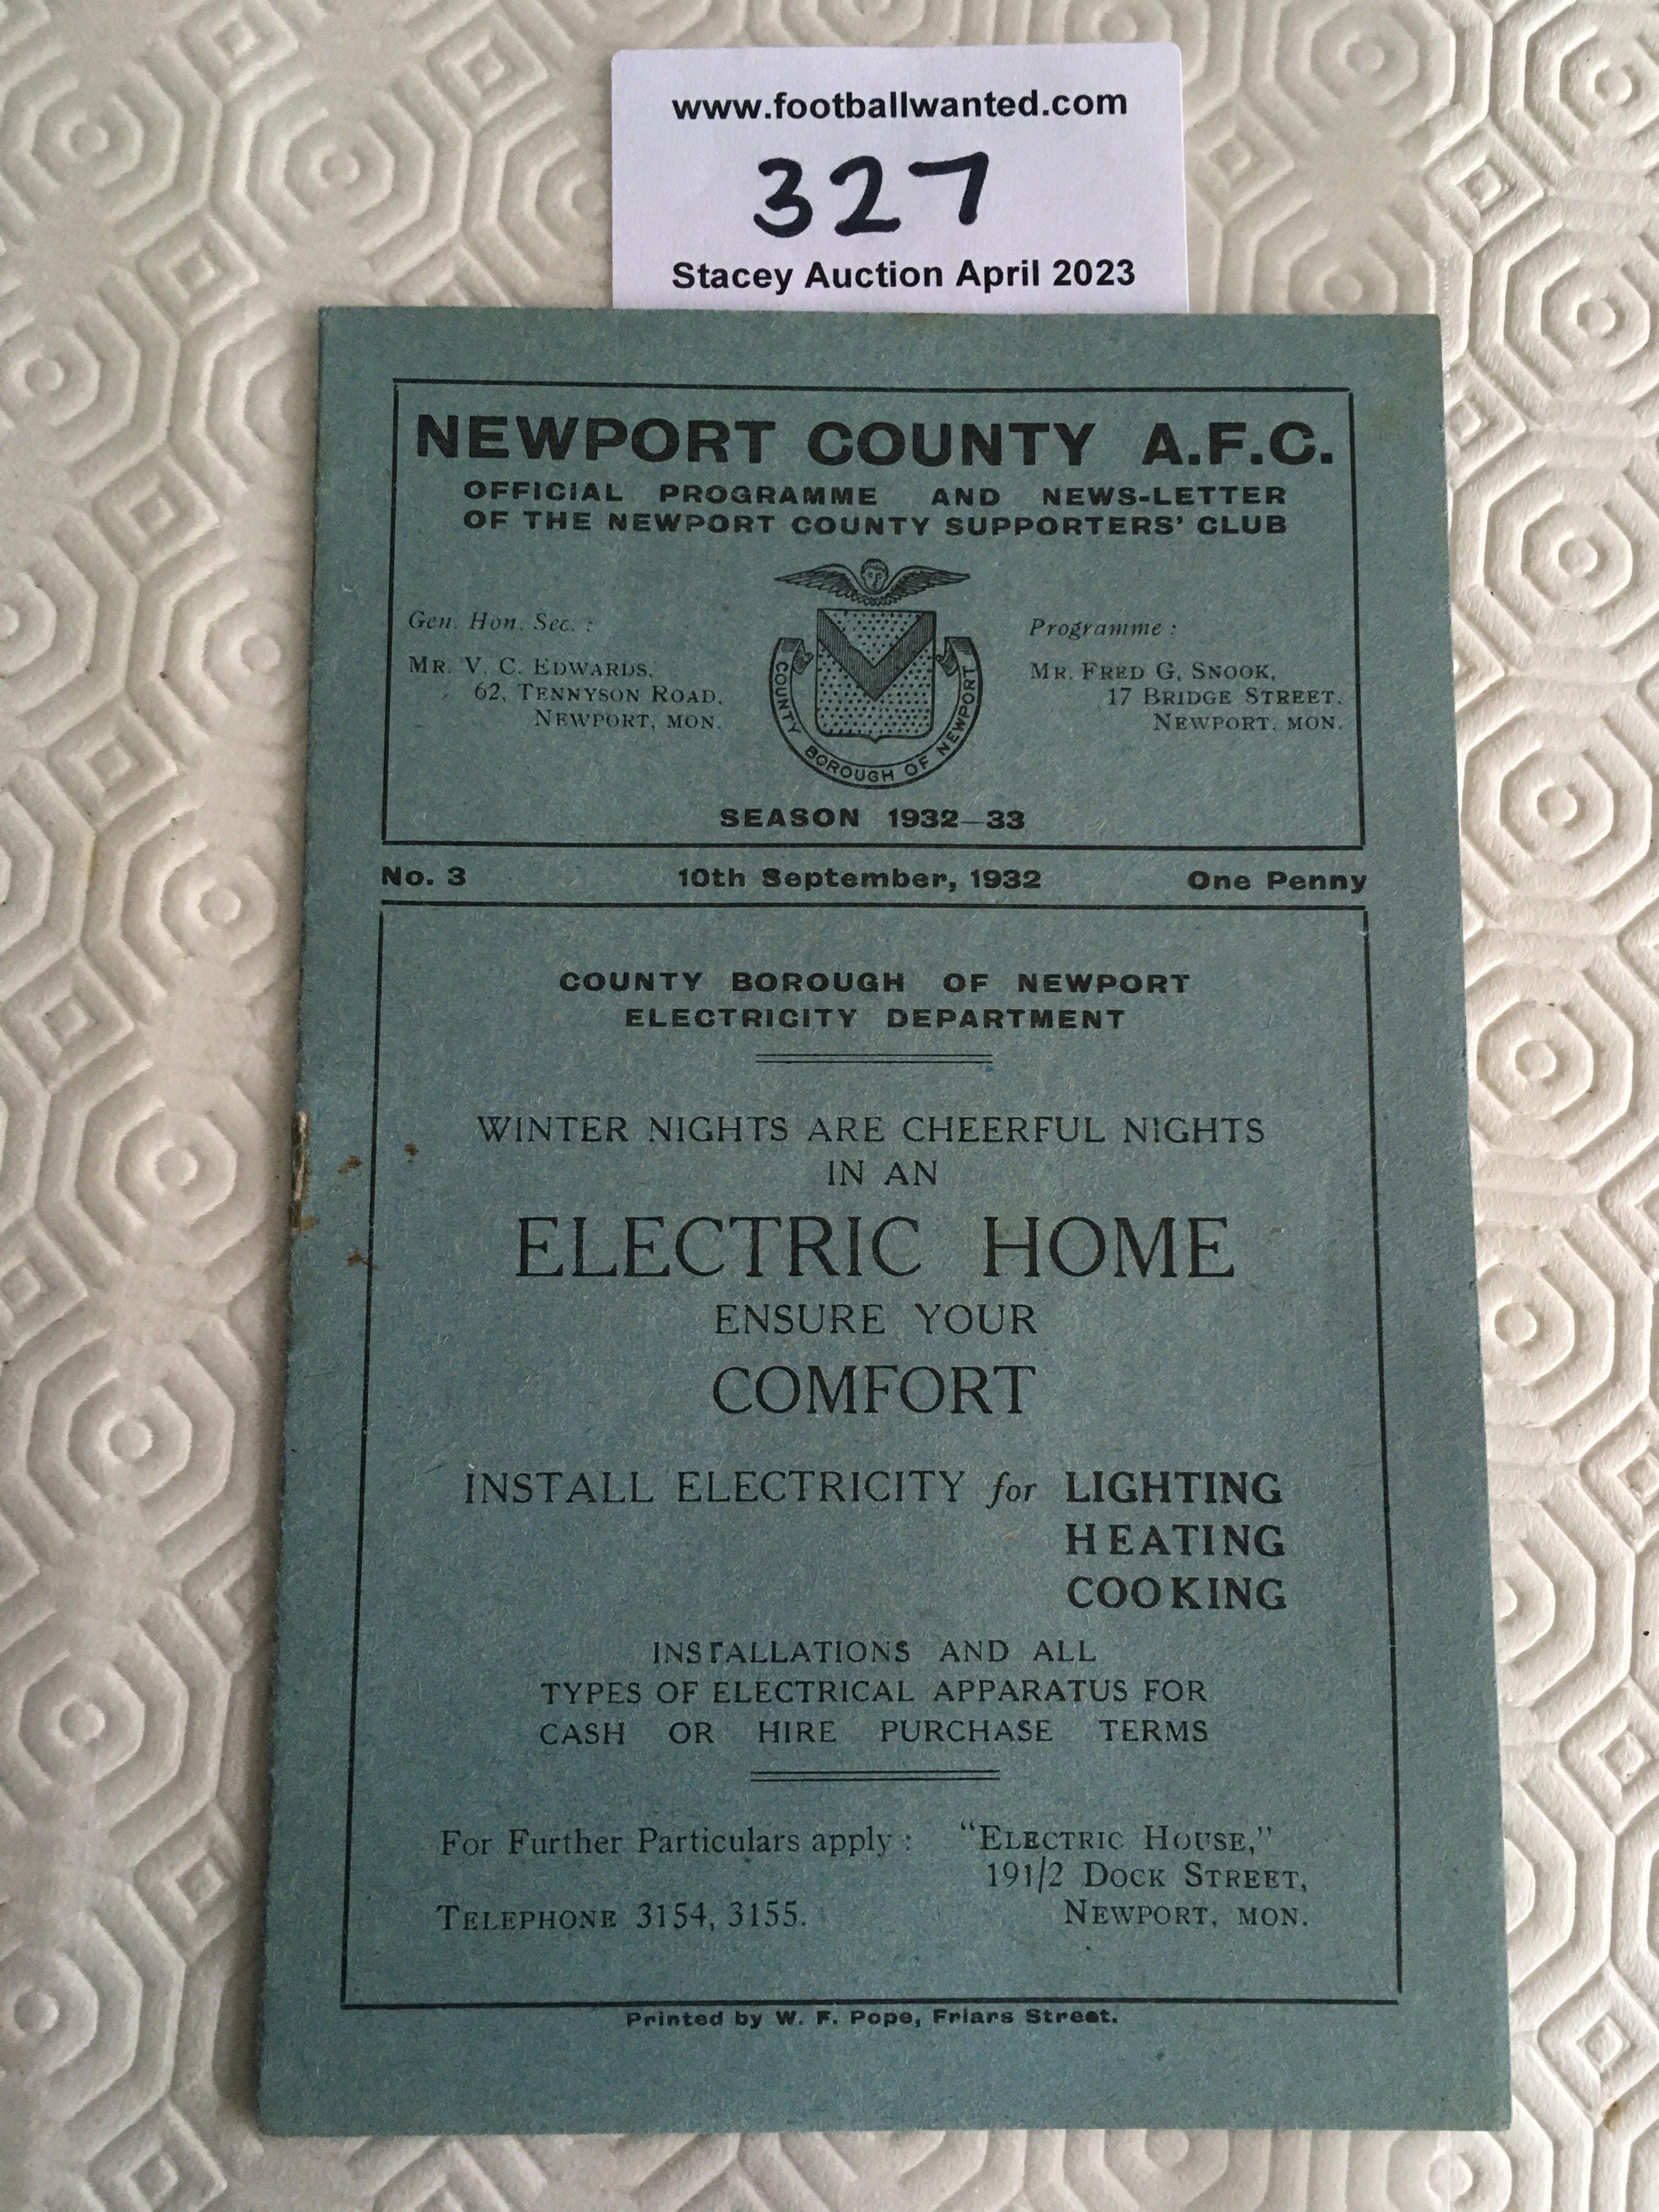 www.footballwanted.com
327
Stacey Auction April 2023
NEWPORT COUNTY A.F.C.
OFFICIAL PROGRAMME AND NEWS-LETTER
OF THE NEWPORT COUNTY SUPPORTERS' CLUB
Gen. Hon. Sec. :
MR. V. C. EDWARDS,
62, TENNYSON ROAD,
NEWPORT, MON.
COUNTY BOROUGH OF NEWPORT
Programme :
MR. FRED G, SNOOK,
17 BRIDGE STREET,
NEWPORT, MON.
SEASON 1932-33
No. 3 10th September, 1932 One Penny
COUNTY BOROUGH OF NEWPORT
ELECTRICITY DEPARTMENT
WINTER NIGHTS ARE CHEERFUL NIGHTS
IN AN
ELECTRIC HOME
ENSURE YOUR
COMFORT
INSTALL ELECTRICITY for LIGHTING
HEATING
COOKING
INSTALLATIONS AND ALL
TYPES OF ELECTRICAL APPARATUS FOR
CASH OR HIRE PURCHASE TERMS
For Further Particulars apply : "ELECTRIC HOUSE,"
191/2 DOCK STREET,
TELEPHONE 3154, 3155. NEWPORT, MON.
Printed by W. F. Pope, Friars Street.